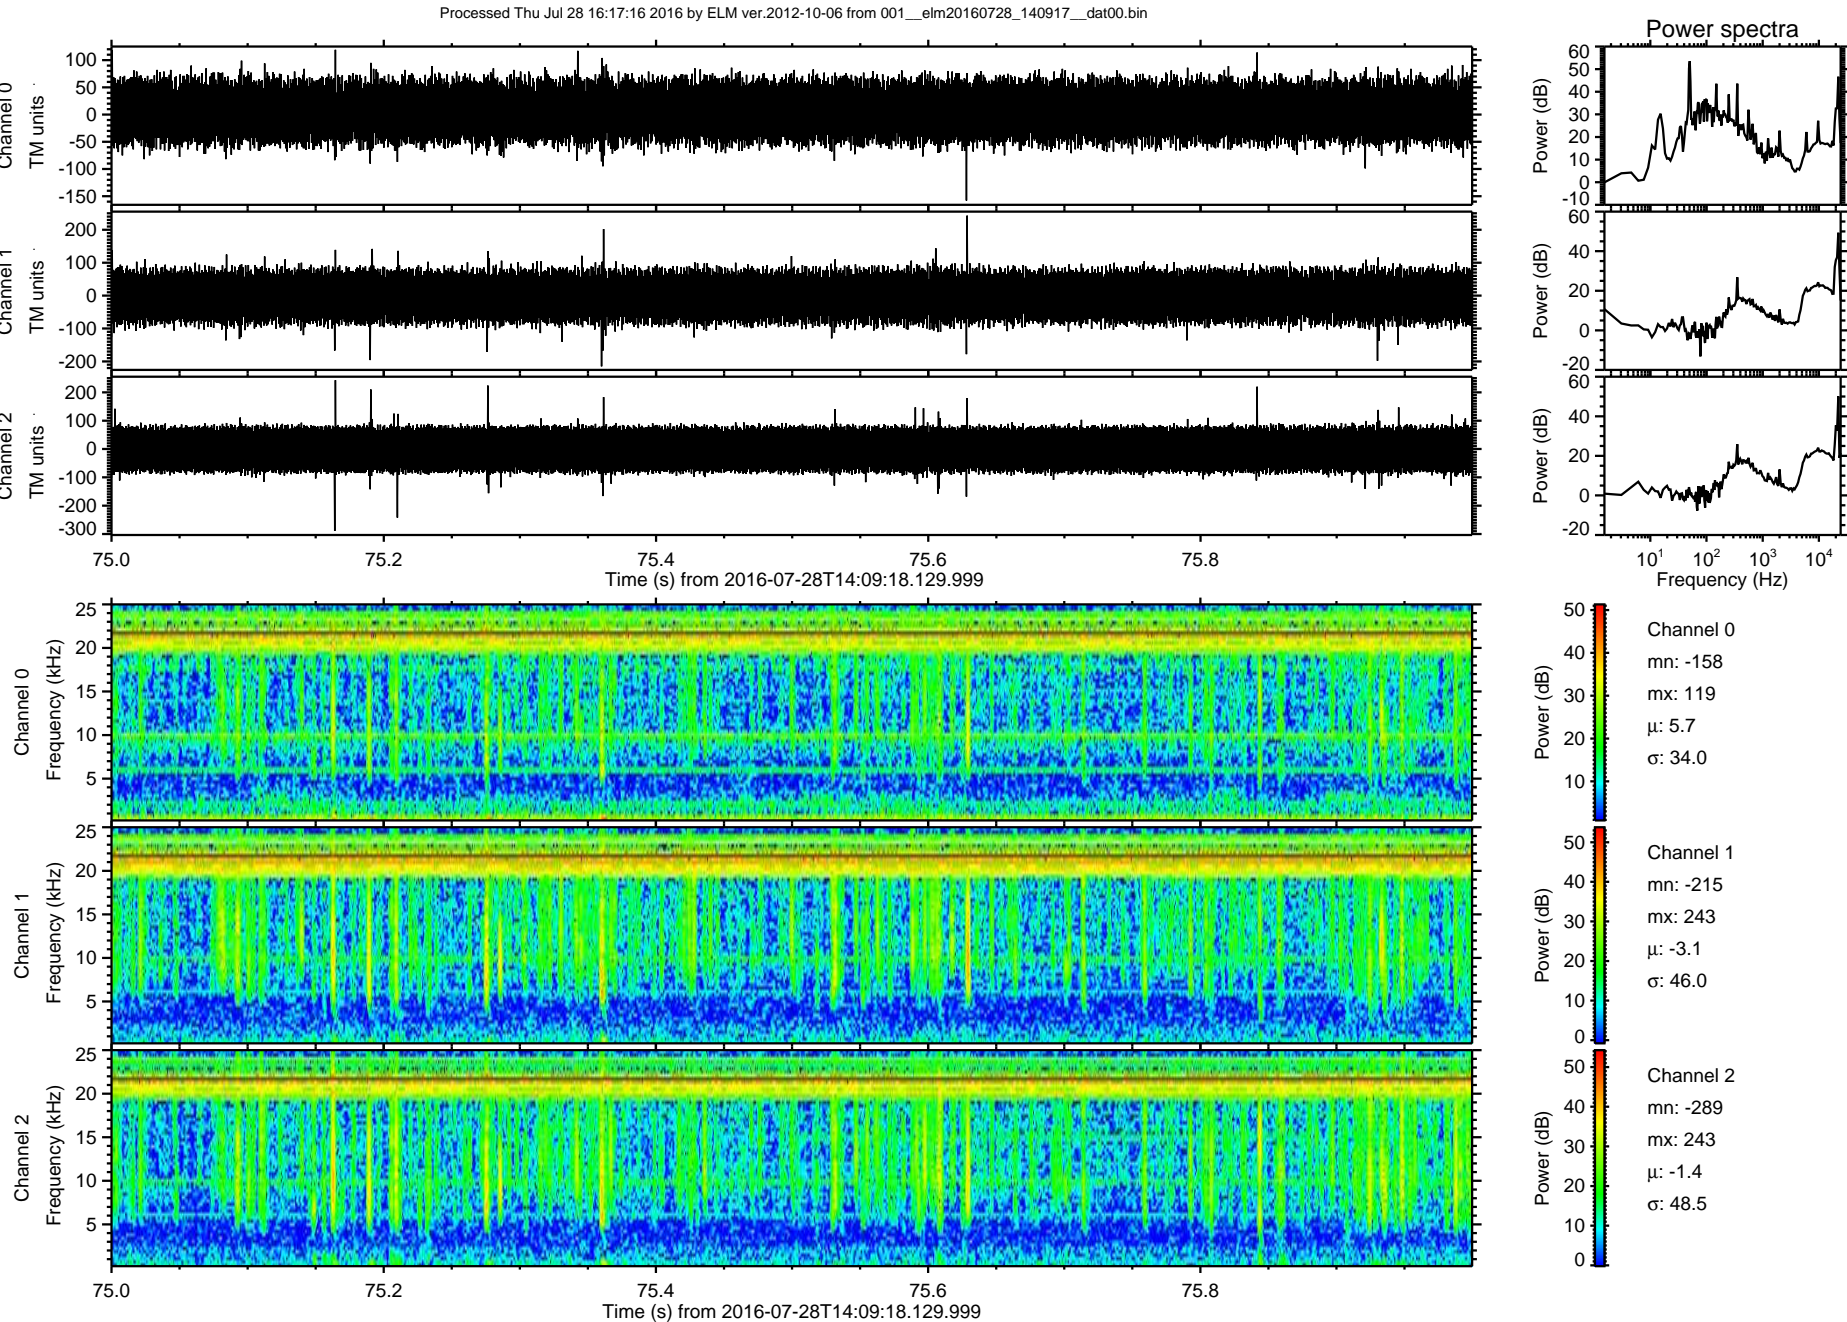 Processed Thu Jul 28 16:17:16 2016 by ELM ver.2012-10-06 from 001__elm20160728_140917__dat00.bin
Power spectra
Channel 0
TM units
100
50
0
-50
-100
-150
Power (dB)
60
50
40
30
20
10
0
-10
Channel 1
TM units
200
100
0
-100
-200
Power (dB)
60
40
20
0
-20
Channel 2
TM units
200
100
0
-100
-200
-300
Power (dB)
60
40
20
0
-20
75.0 75.2 75.4 75.6 75.8
Time (s) from 2016-07-28T14:09:18.129.999
10¹ 10² 10³ 10⁴
Frequency (Hz)
Channel 0
Frequency (kHz)
25
20
15
10
5
Power (dB)
50
40
30
20
10
Channel 0
mn: -158
mx: 119
μ: 5.7
σ: 34.0
Channel 1
Frequency (kHz)
25
20
15
10
5
Power (dB)
50
40
30
20
10
0
Channel 1
mn: -215
mx: 243
μ: -3.1
σ: 46.0
Channel 2
Frequency (kHz)
25
20
15
10
5
Power (dB)
50
40
30
20
10
0
Channel 2
mn: -289
mx: 243
μ: -1.4
σ: 48.5
75.0 75.2 75.4 75.6 75.8
Time (s) from 2016-07-28T14:09:18.129.999